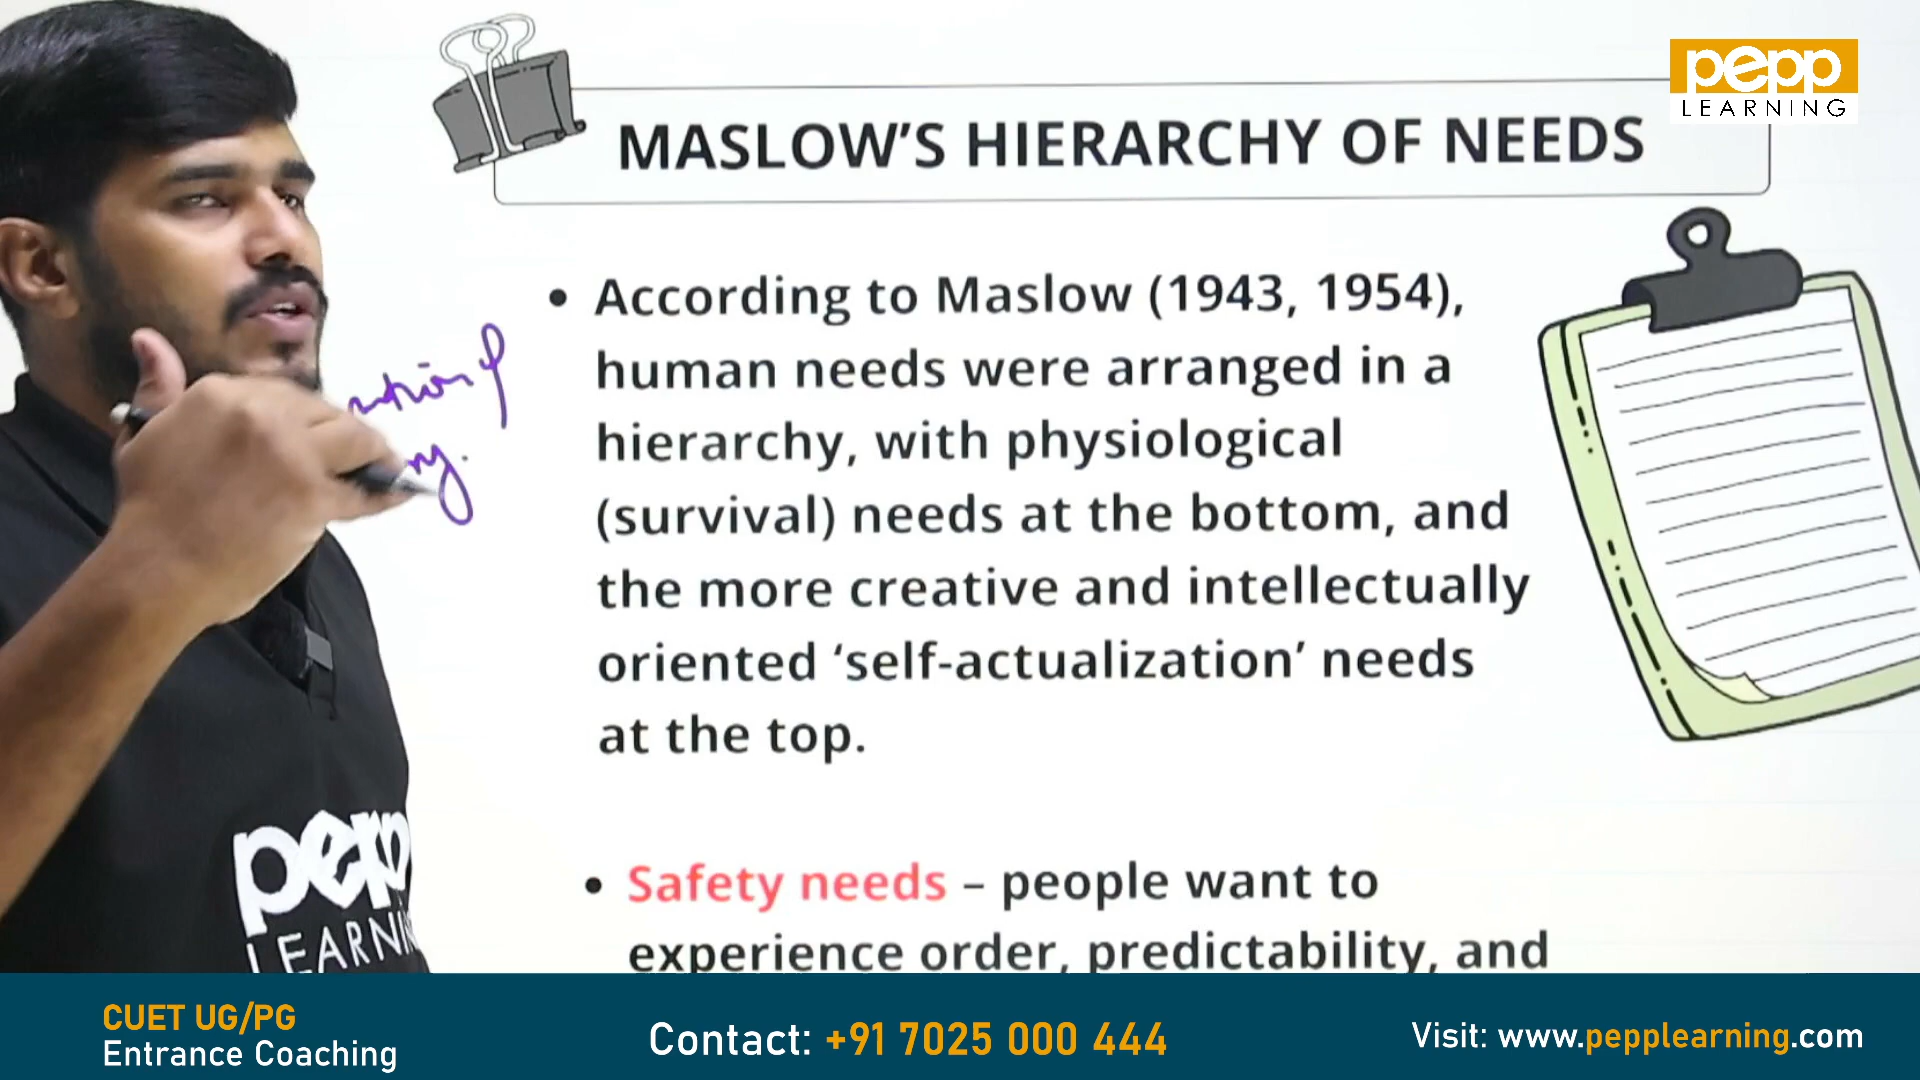 pepp
LEARNING
MASLOW’S HIERARCHY OF NEEDS
• According to Maslow (1943, 1954),
human needs were arranged in a
hierarchy, with physiological
(survival) needs at the bottom, and
the more creative and intellectually
oriented ‘self-actualization’ needs
at the top.
• Safety needs – people want to
experience order, predictability, and
pepp
LEARNIN
CUET UG/PG
Entrance Coaching
Contact: +91 7025 000 444
Visit: www.pepplearning.com